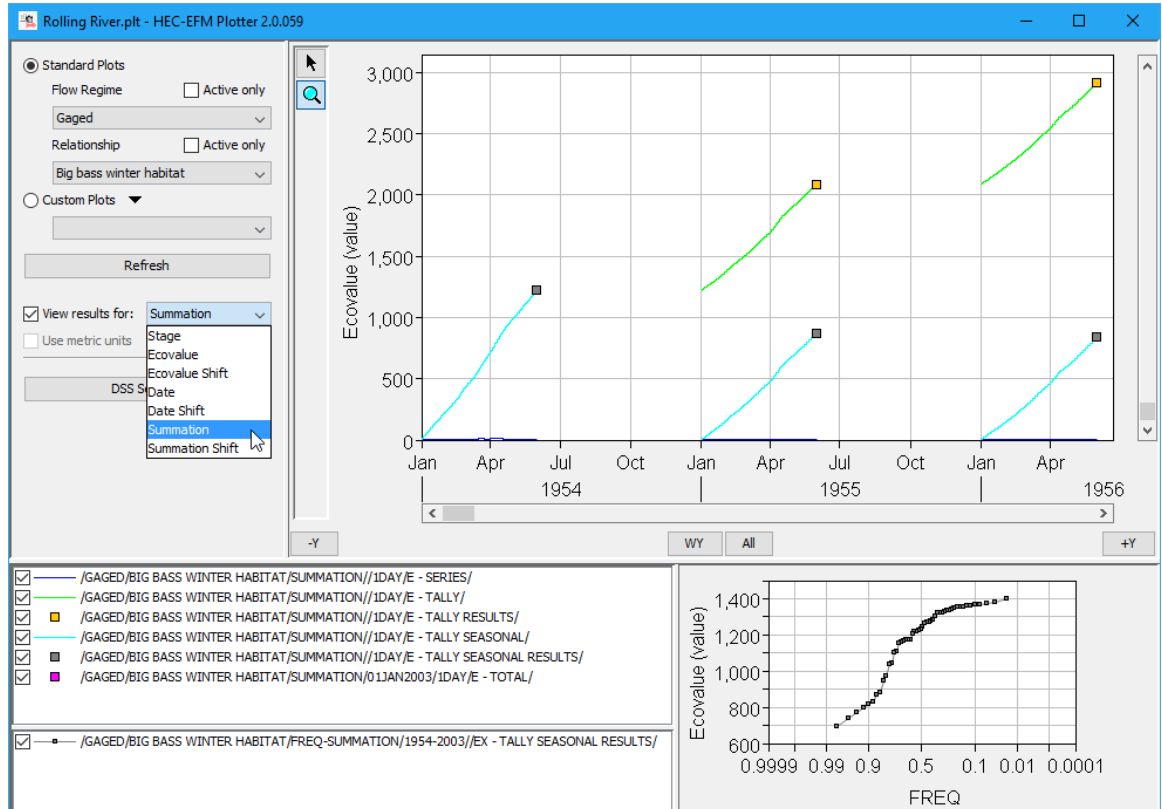 Rolling River.plt - HEC-EFM Plotter 2.0.059
Standard Plots
Flow Regime Active only
Gaged
Relationship Active only
Big bass winter habitat
Custom Plots
Refresh
View results for: Summation
Use metric units
Stage
Ecovalue
Ecovalue Shift
Date
Date Shift
Summation
Summation Shift
DSS S
Ecovalue (value)
3,000
2,500
2,000
1,500
1,000
500
0
Jan Apr Jul Oct Jan Apr Jul Oct Jan Apr
1954 1955 1956
-Y WY All +Y
/GAGED/BIG BASS WINTER HABITAT/SUMMATION//1DAY/E - SERIES/
/GAGED/BIG BASS WINTER HABITAT/SUMMATION//1DAY/E - TALLY/
/GAGED/BIG BASS WINTER HABITAT/SUMMATION//1DAY/E - TALLY RESULTS/
/GAGED/BIG BASS WINTER HABITAT/SUMMATION//1DAY/E - TALLY SEASONAL/
/GAGED/BIG BASS WINTER HABITAT/SUMMATION//1DAY/E - TALLY SEASONAL RESULTS/
/GAGED/BIG BASS WINTER HABITAT/SUMMATION/01JAN2003/1DAY/E - TOTAL/
/GAGED/BIG BASS WINTER HABITAT/FREQ-SUMMATION/1954-2003//EX - TALLY SEASONAL RESULTS/
Ecovalue (value)
1,400
1,200
1,000
800
600
0.9999 0.99 0.9 0.5 0.1 0.01 0.0001
FREQ